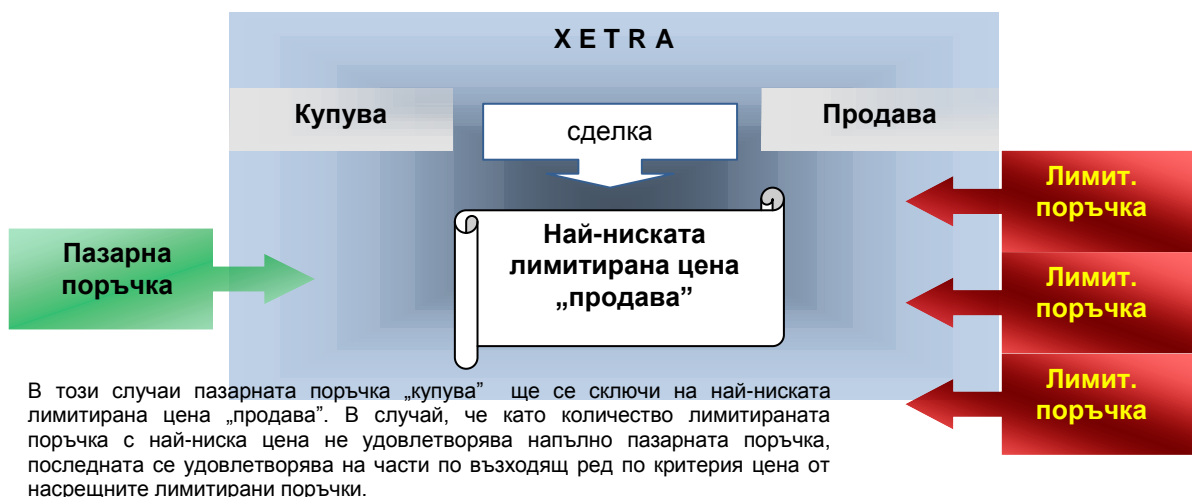 X E T R A
Купува
сделка
Продава
Пазарна
поръчка
Най-ниската
лимитирана цена
„продава”
Лимит.
поръчка
Лимит.
поръчка
Лимит.
поръчка
В този случаи пазарната поръчка „купува” ще се сключи на най-ниската
лимитирана цена „продава”. В случай, че като количество лимитираната
поръчка с най-ниска цена не удовлетворява напълно пазарната поръчка,
последната се удовлетворява на части по възходящ ред по критерия цена от
насрещните лимитирани поръчки.